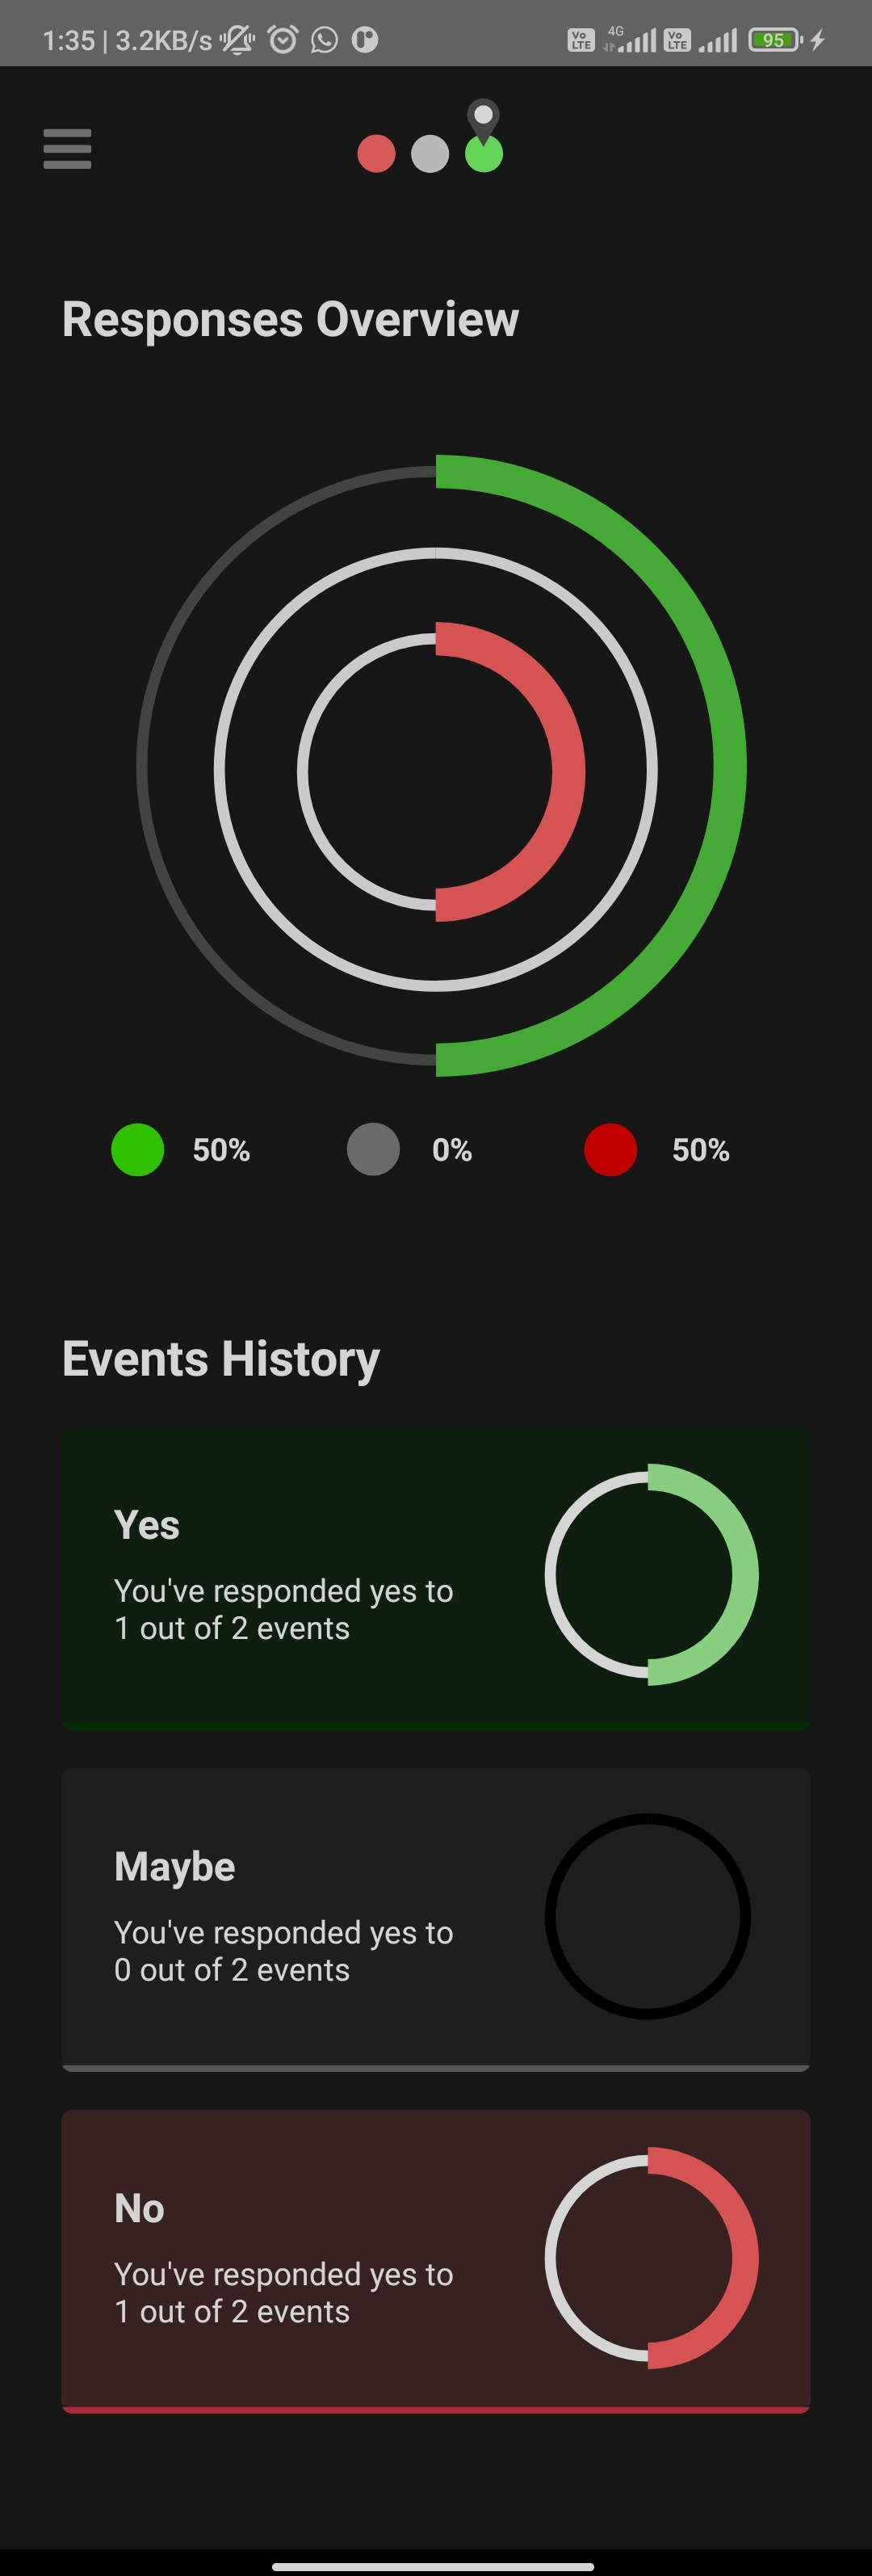 1:35 | 3.2KB/s Vo LTE 4G Vo LTE 95
Responses Overview
50% 0% 50%
Events History
Yes
You've responded yes to
1 out of 2 events
Maybe
You've responded yes to
0 out of 2 events
No
You've responded yes to
1 out of 2 events